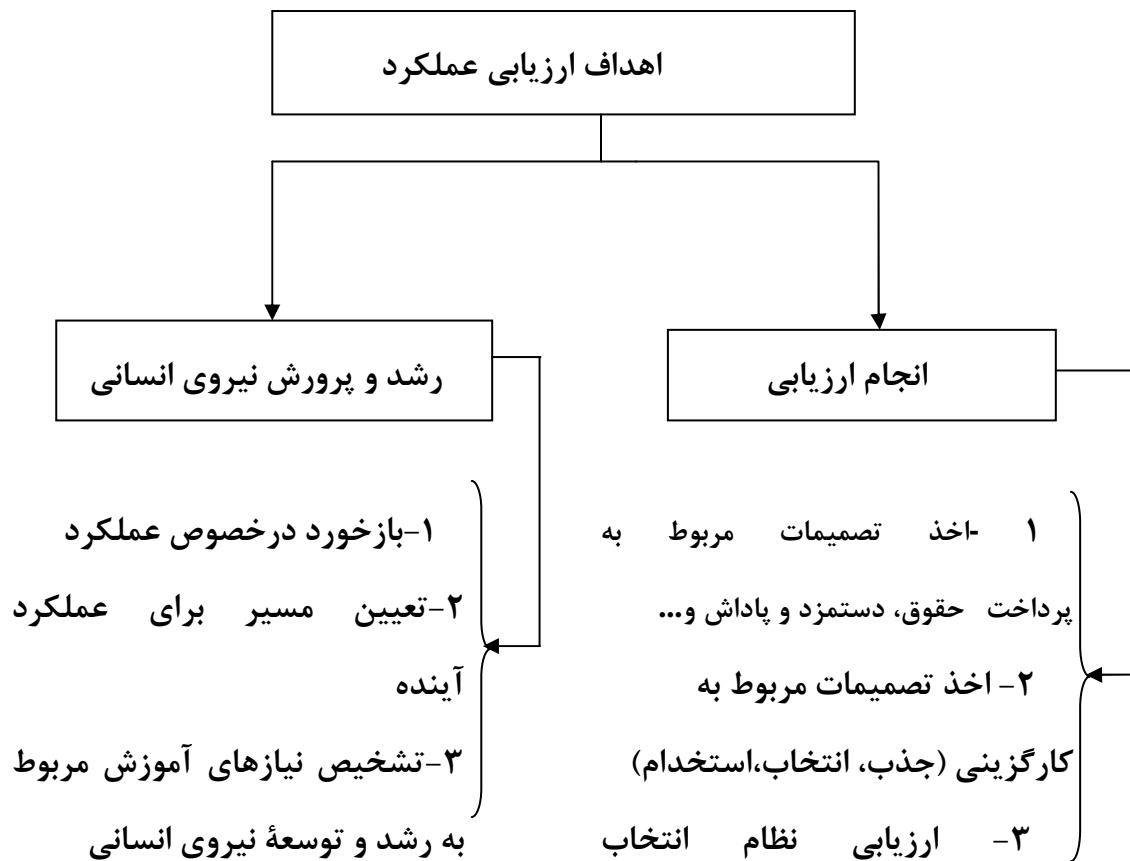 اهداف ارزیابی عملکرد
انجام ارزیابی
۱ -اخذ تصمیمات مربوط به
پرداخت حقوق، دستمزد و پاداش و...
۲- اخذ تصمیمات مربوط به
کارگزینی (جذب، انتخاب،استخدام)
۳- ارزیابی نظام انتخاب
رشد و پرورش نیروی انسانی
۱-بازخورد درخصوص عملکرد
۲-تعیین مسیر برای عملکرد
آینده
۳-تشخیص نیازهای آموزش مربوط
به رشد و توسعۀ نیروی انسانی